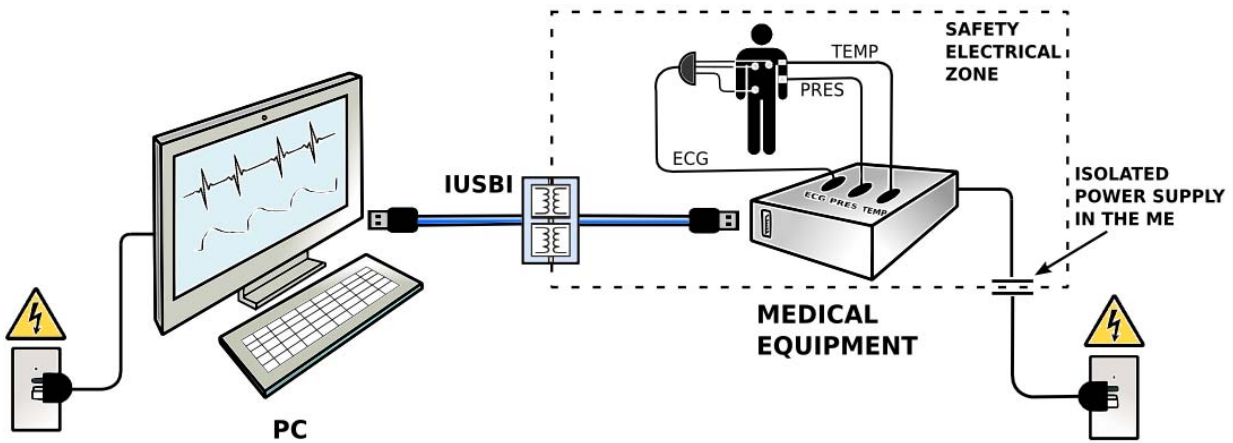 SAFETY
ELECTRICAL
ZONE
TEMP
PRES
ECG
IUSBI
ECG PRES TEMP
ISOLATED
POWER SUPPLY
IN THE ME
MEDICAL
EQUIPMENT
PC